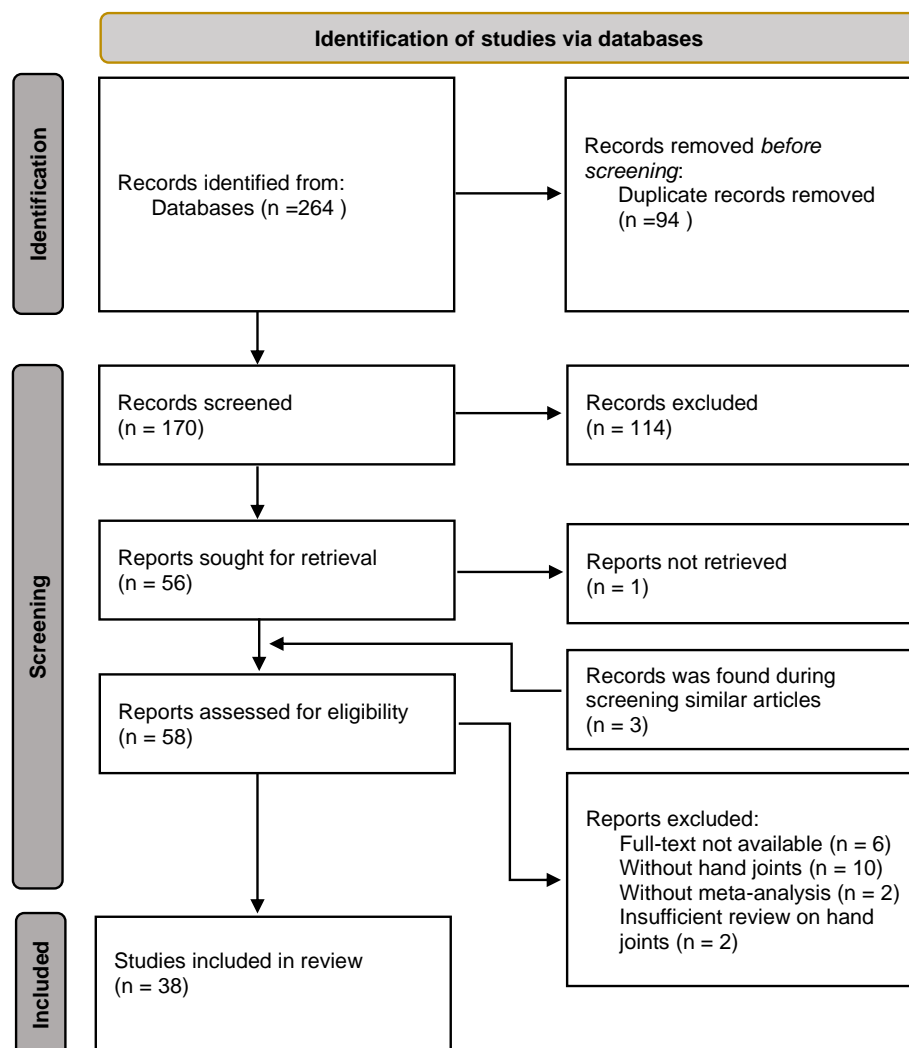 Identification of studies via databases
Identification
Records identified from:
Databases (n =264 )
Records removed before
screening:
Duplicate records removed
(n =94 )
Screening
Records screened
(n = 170)
Records excluded
(n = 114)
Reports sought for retrieval
(n = 56)
Reports not retrieved
(n = 1)
Records was found during
screening similar articles
(n = 3)
Reports assessed for eligibility
(n = 58)
Reports excluded:
Full-text not available (n = 6)
Without hand joints (n = 10)
Without meta-analysis (n = 2)
Insufficient review on hand
joints (n = 2)
Included
Studies included in review
(n = 38)